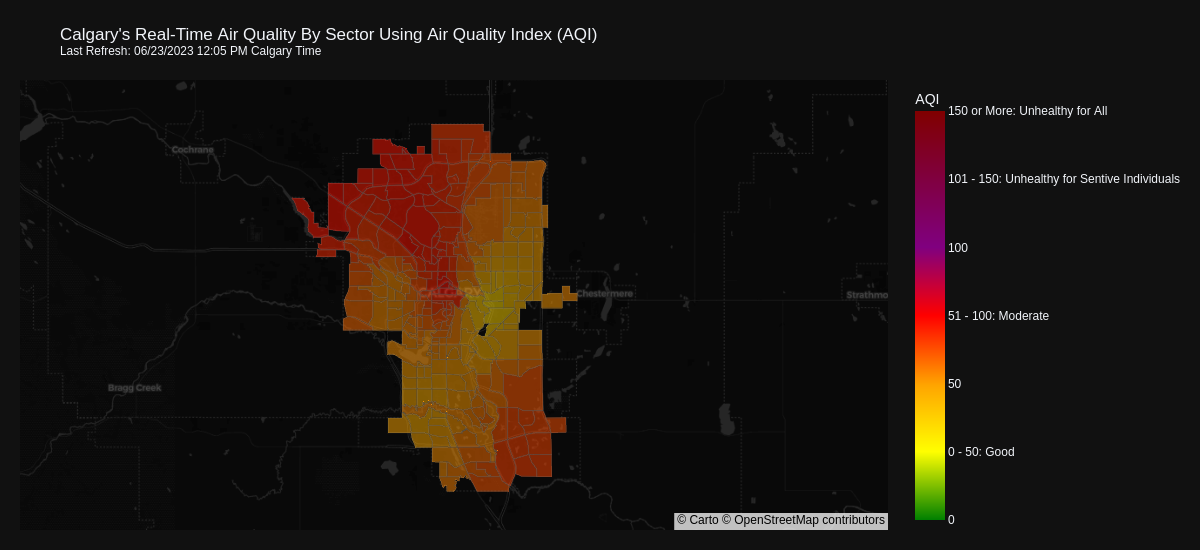 Calgary's Real-Time Air Quality By Sector Using Air Quality Index (AQI)
Last Refresh: 06/23/2023 12:05 PM Calgary Time
AQI
150 or More: Unhealthy for All
Cochrane
101 - 150: Unhealthy for Sentive Individuals
100
CALGARY
Chestermere
Strathmo
51 - 100: Moderate
50
Bragg Creek
0 - 50: Good
0
© Carto © OpenStreetMap contributors